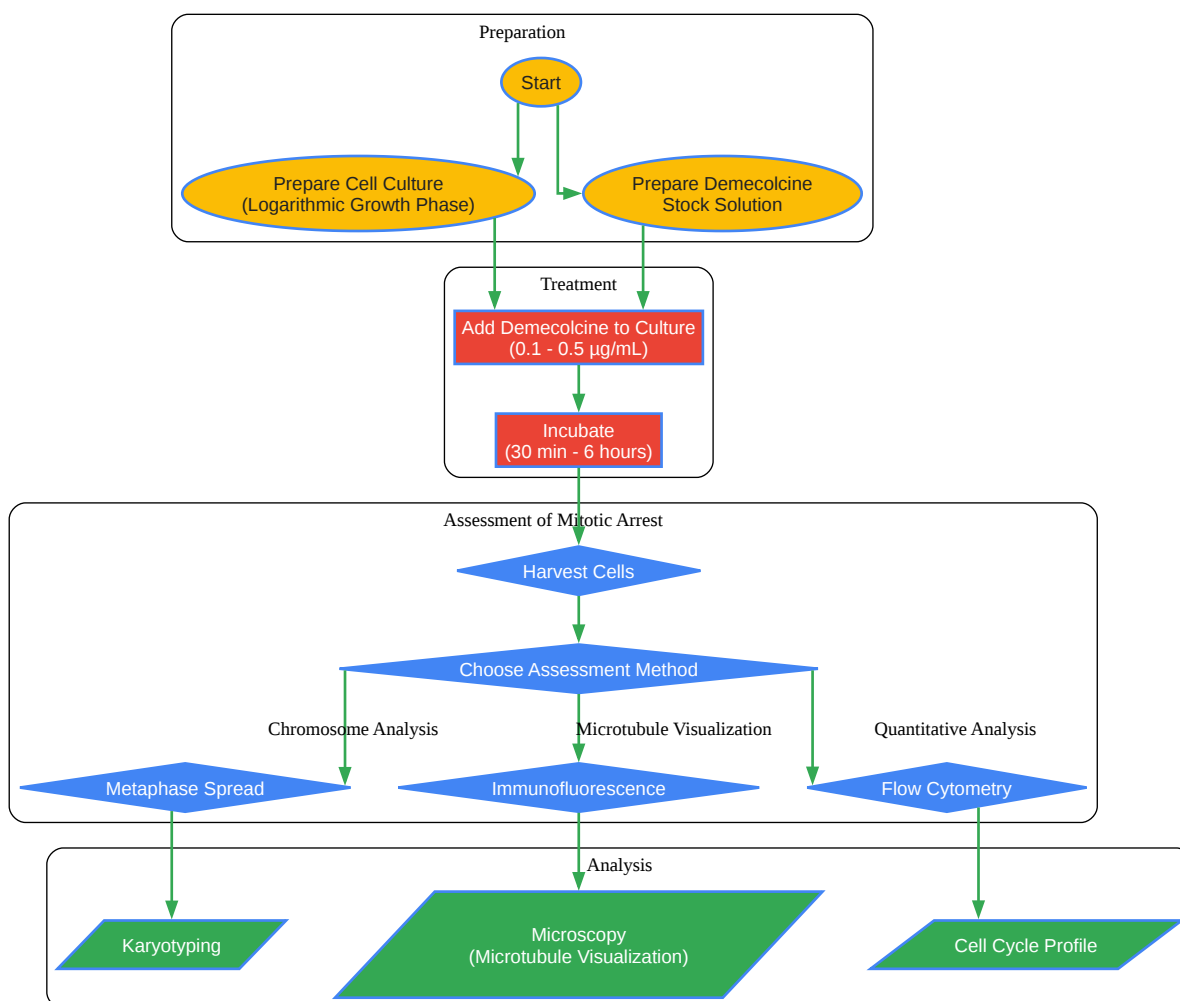 Preparation
Start
Prepare Cell Culture
(Logarithmic Growth Phase)
Prepare Demecolcine
Stock Solution
Treatment
Add Demecolcine to Culture
(0.1 - 0.5 µg/mL)
Incubate
(30 min - 6 hours)
Assessment of Mitotic Arrest
Harvest Cells
Choose Assessment Method
Chromosome Analysis
Microtubule Visualization
Quantitative Analysis
Metaphase Spread
Immunofluorescence
Flow Cytometry
Analysis
Karyotyping
Microscopy
(Microtubule Visualization)
Cell Cycle Profile